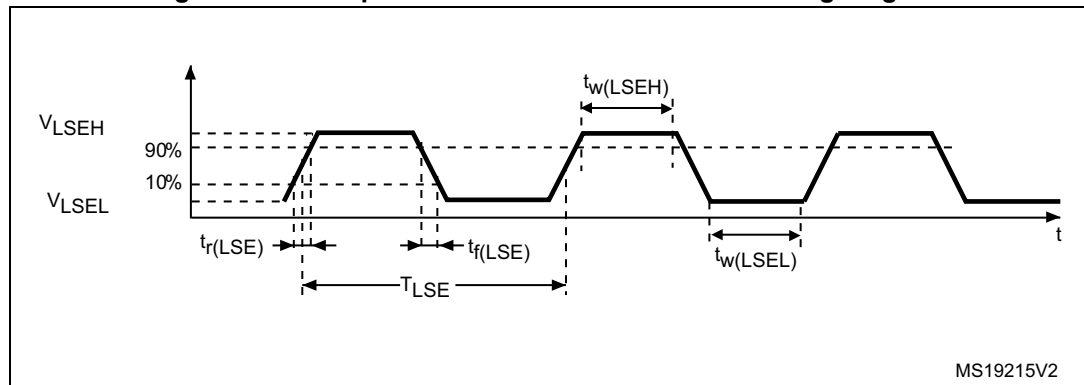 tw(LSEH)
VLSEH
90%
10%
VLSEL
tr(LSE)
tf(LSE)
t
tw(LSEL)
TLSE
MS19215V2